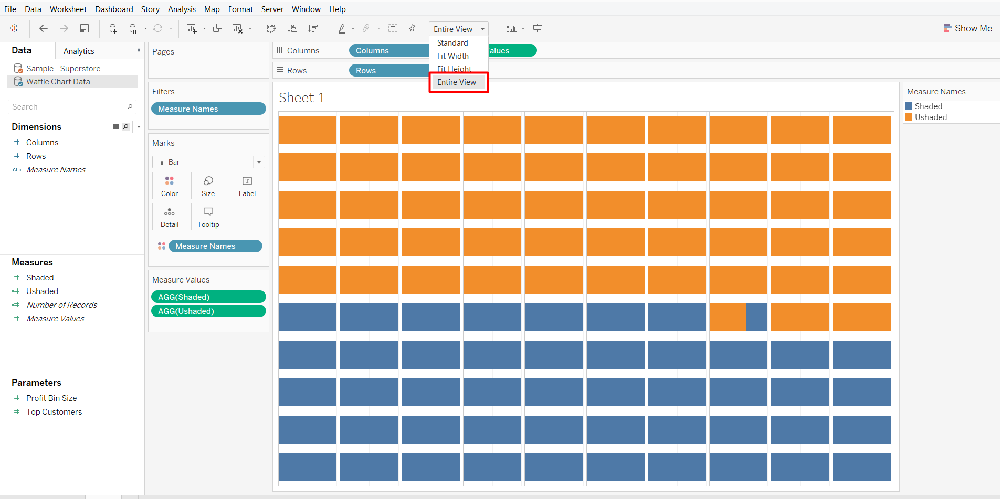 File Data Worksheet Dashboard Story Analysis Map Format Server Window Help
Entire View
Show Me
Standard
Fit Width
Fit Height
Entire View
Data
Analytics
Sample - Superstore
Waffle Chart Data
Search
Dimensions
Columns
Rows
Abc Measure Names
Measures
Shaded
Ushaded
Number of Records
Measure Values
Parameters
Profit Bin Size
Top Customers
Pages
Filters
Measure Names
Marks
Bar
Color Size Label
Detail Tooltip
Measure Names
Measure Values
AGG(Shaded)
AGG(Ushaded)
Columns Columns
Rows Rows
Sheet 1
Measure Names
Shaded
Ushaded